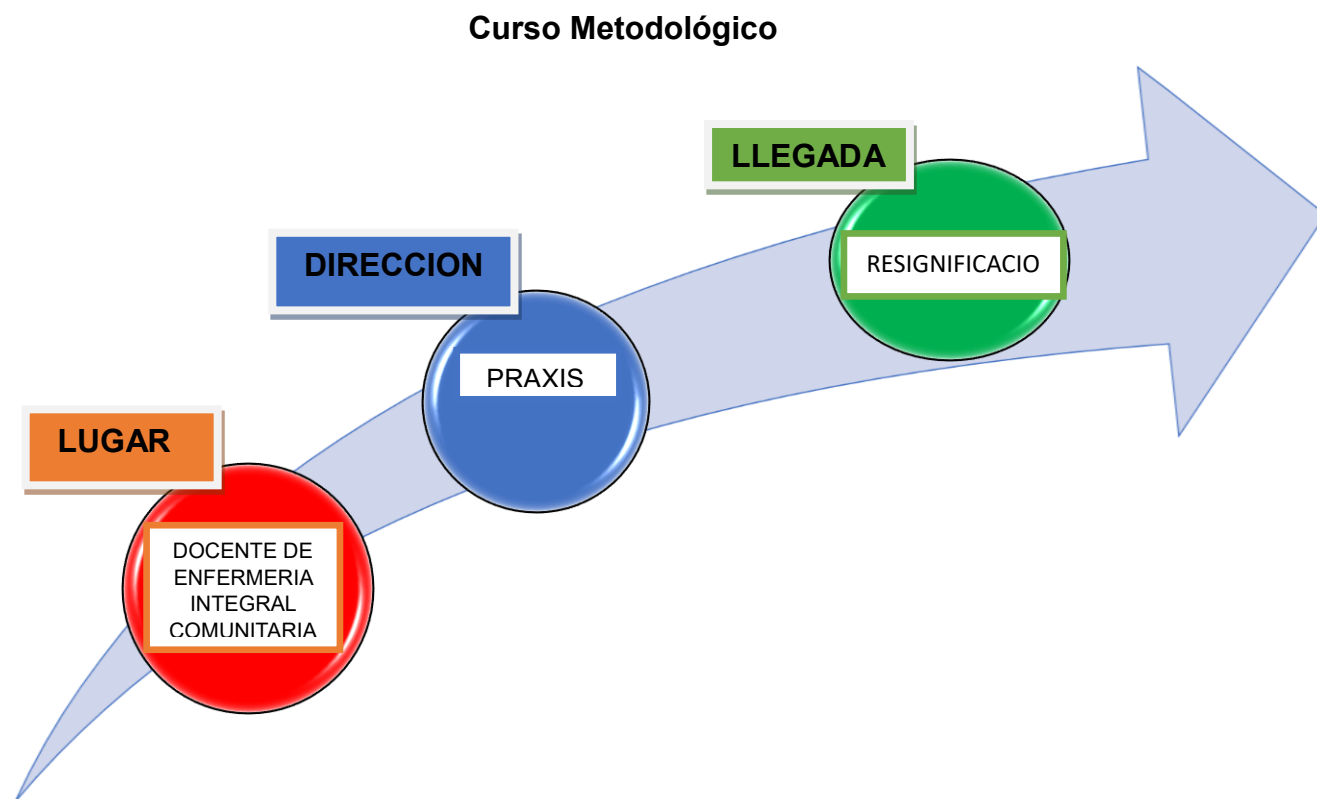 Curso Metodológico
LLEGADA
RESIGNIFICACIO
DIRECCION
PRAXIS
LUGAR
DOCENTE DE
ENFERMERIA
INTEGRAL
COMUNITARIA